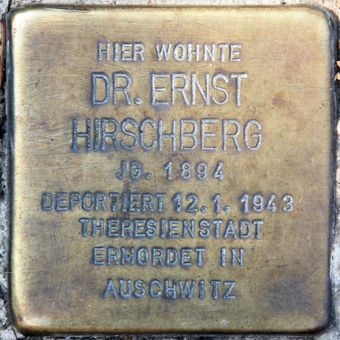 HIER WOHNTE
DR. ERNST
HIRSCHBERG
JG. 1894
DEPORTIERT 12.1.1943
THERESIENSTADT
ERMORDET IN
AUSCHWITZ